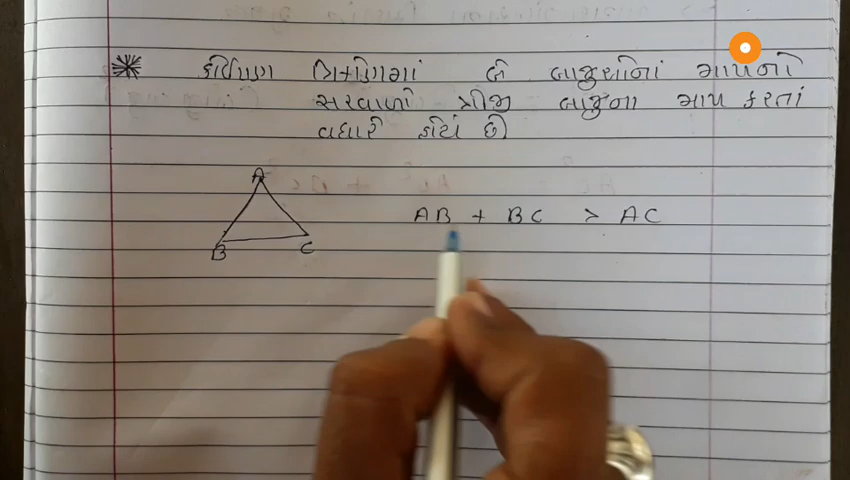 * કોઈપણ ત્રિકોણમાં બે બાજુઓનાં માપનો
સરવાળો ત્રીજી બાજુના માપ કરતાં
વધારે હોય છે
A
AB + BC > AC
B C